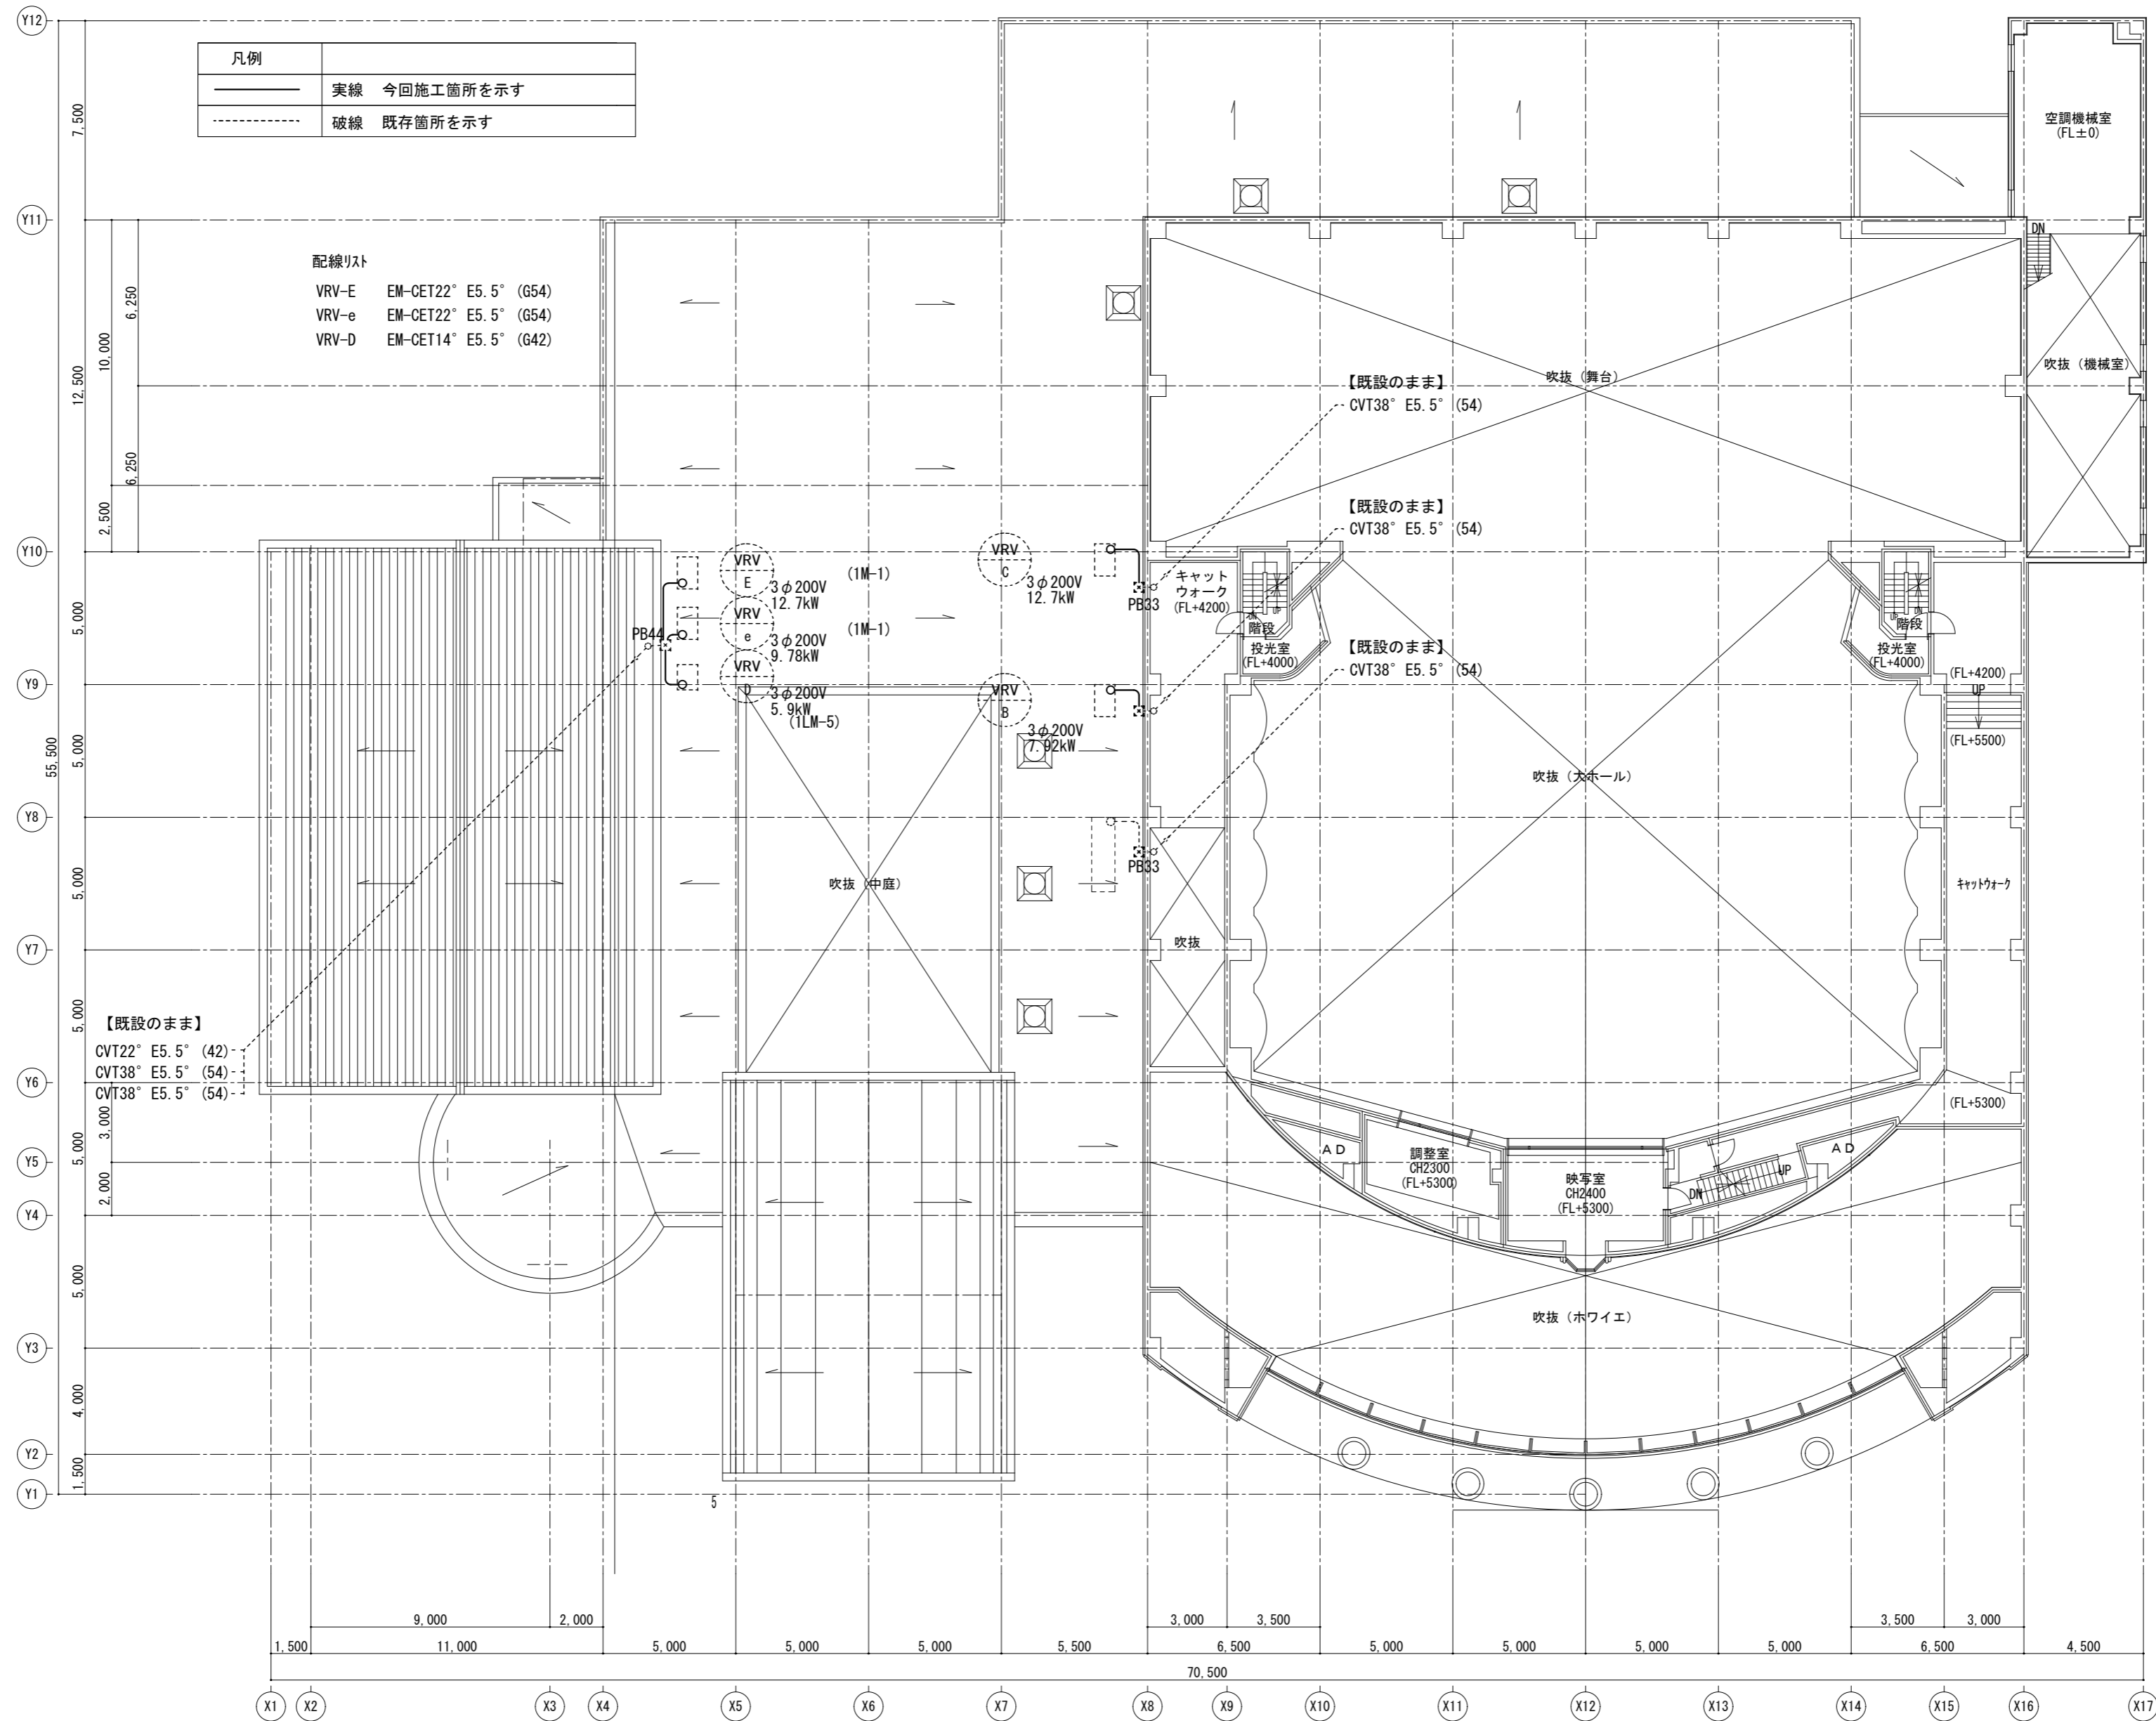 凡例
実線 今回施工箇所を示す
破線 既存箇所を示す
配線リスト
VRV-E EM-CET22° E5.5° (G54)
VRV-e EM-CET22° E5.5° (G54)
VRV-D EM-CET14° E5.5° (G42)
Y12
Y11
Y10
Y9
Y8
Y7
Y6
Y5
Y4
Y3
Y2
Y1
7,500
12,500
10,000
6,250
6,250
2,500
5,000
5,000
55,500
5,000
5,000
3,000
5,000
2,000
5,000
4,000
1,500
空調機械室
(FL±0)
DN
吹抜（機械室）
吹抜（舞台）
【既設のまま】
CVT38° E5.5° (54)
【既設のまま】
CVT38° E5.5° (54)
【既設のまま】
CVT38° E5.5° (54)
VRV
E
3φ200V
12.7kW
(1M-1)
VRV
e
3φ200V
9.78kW
(1M-1)
VRV
D
3φ200V
5.9kW
(1LM-5)
PB44
VRV
C
3φ200V
12.7kW
PB33
VRV
B
3φ200V
7.92kW
PB33
キャット
ウォーク
(FL+4200)
DN
UP
階段
投光室
(FL+4000)
UP
DN
階段
投光室
(FL+4000)
(FL+4200)
UP
(FL+5500)
吹抜（大ホール）
吹抜（中庭）
吹抜
キャットウォーク
【既設のまま】
CVT22° E5.5° (42)
CVT38° E5.5° (54)
CVT38° E5.5° (54)
(FL+5300)
AD
調整室
CH2300
(FL+5300)
映写室
CH2400
(FL+5300)
DN
UP
AD
吹抜（ホワイエ）
5
9,000
2,000
3,000
3,500
3,500
3,000
1,500
11,000
5,000
5,000
5,000
5,500
6,500
5,000
5,000
5,000
5,000
6,500
4,500
70,500
X1
X2
X3
X4
X5
X6
X7
X8
X9
X10
X11
X12
X13
X14
X15
X16
X17